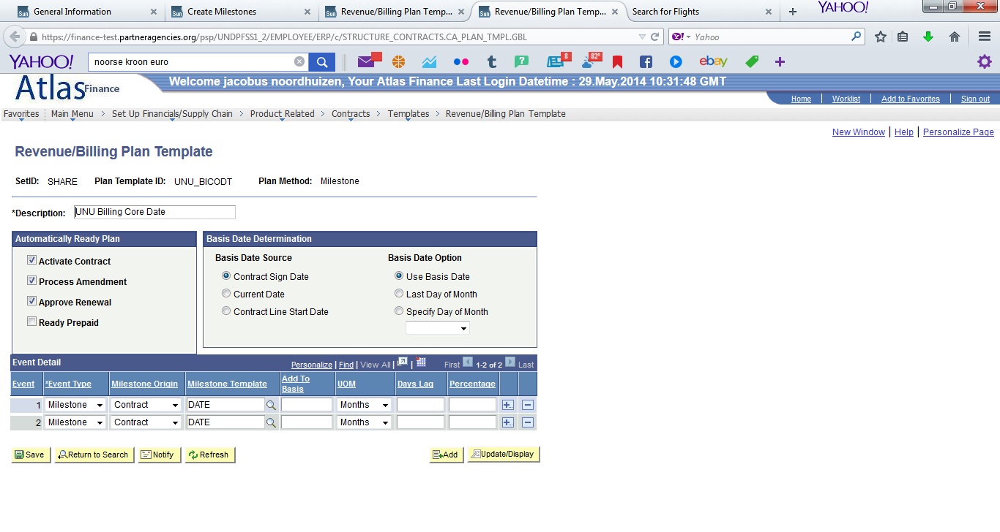 General Information × Create Milestones × Revenue/Billing Plan Temp... × Revenue/Billing Plan Temp... × Search for Flights × + YAHOO!
https://finance-test.partneragencies.org/psp/UNDPFSS1_2/EMPLOYEE/ERP/c/STRUCTURE_CONTRACTS.CA_PLAN_TMPL.GBL Yahoo
YAHOO! noorse kroon euro 8 82° ebay
Atlas Finance
Welcome jacobus noordhuizen, Your Atlas Finance Last Login Datetime : 29.May.2014 10:31:48 GMT
Home Worklist Add to Favorites Sign out
Favorites Main Menu > Set Up Financials/Supply Chain > Product Related > Contracts > Templates > Revenue/Billing Plan Template
New Window | Help | Personalize Page
Revenue/Billing Plan Template
SetID: SHARE Plan Template ID: UNU_BICODT Plan Method: Milestone
*Description: UNU Billing Core Date
Automatically Ready Plan Basis Date Determination
Basis Date Source Basis Date Option
Activate Contract Contract Sign Date Use Basis Date
Process Amendment Current Date Last Day of Month
Approve Renewal Contract Line Start Date Specify Day of Month
Ready Prepaid
Event Detail Personalize | Find | View All | | First 1-2 of 2 Last
Event *Event Type Milestone Origin Milestone Template Add To Basis UOM Days Lag Percentage
1 Milestone Contract DATE Months
2 Milestone Contract DATE Months
Save Return to Search Notify Refresh Add Update/Display